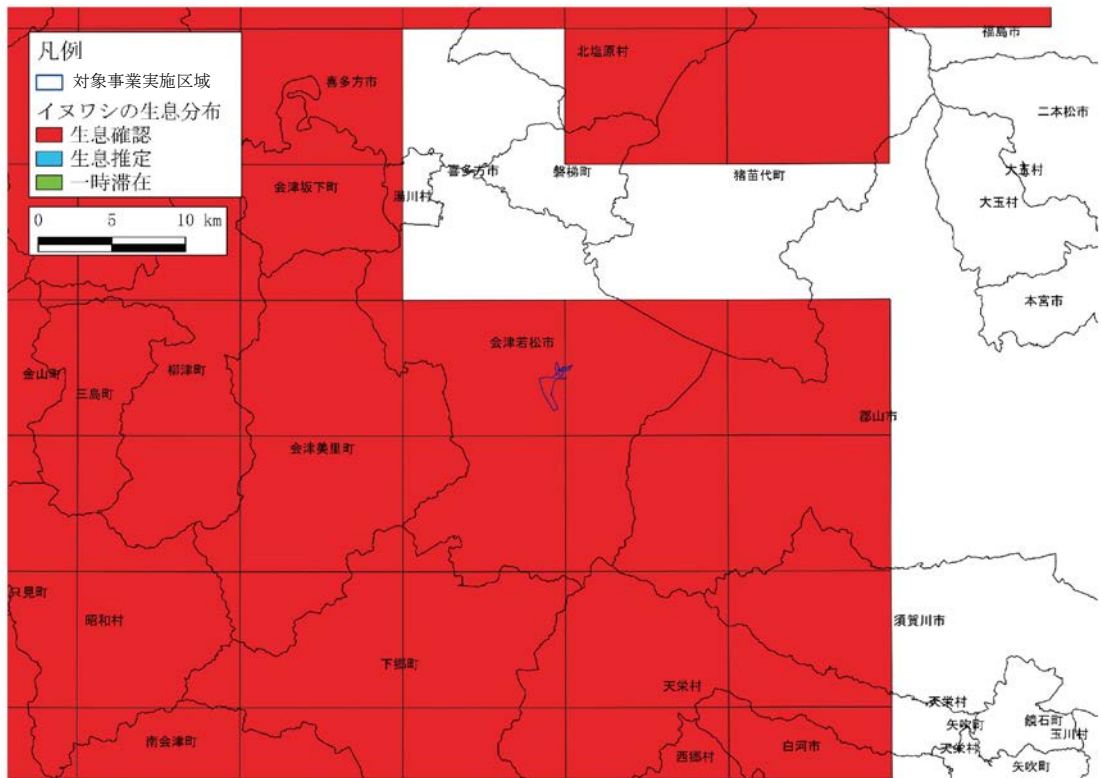 凡例
対象事業実施区域
イヌワシの生息分布
生息確認
生息推定
一時滞在
0 5 10 km
福島市
北塩原村
喜多方市
二本松市
大玉村
喜多方市
磐梯町
猪苗代町
会津坂下町
湯川村
大玉村
本宮市
会津若松市
柳津町
金山町
三島町
郡山市
会津美里町
只見町
昭和村
須賀川市
下郷町
天栄村
天栄村
鏡石町
矢吹町
玉川村
南会津町
白河市
天栄村
西郷村
矢吹町